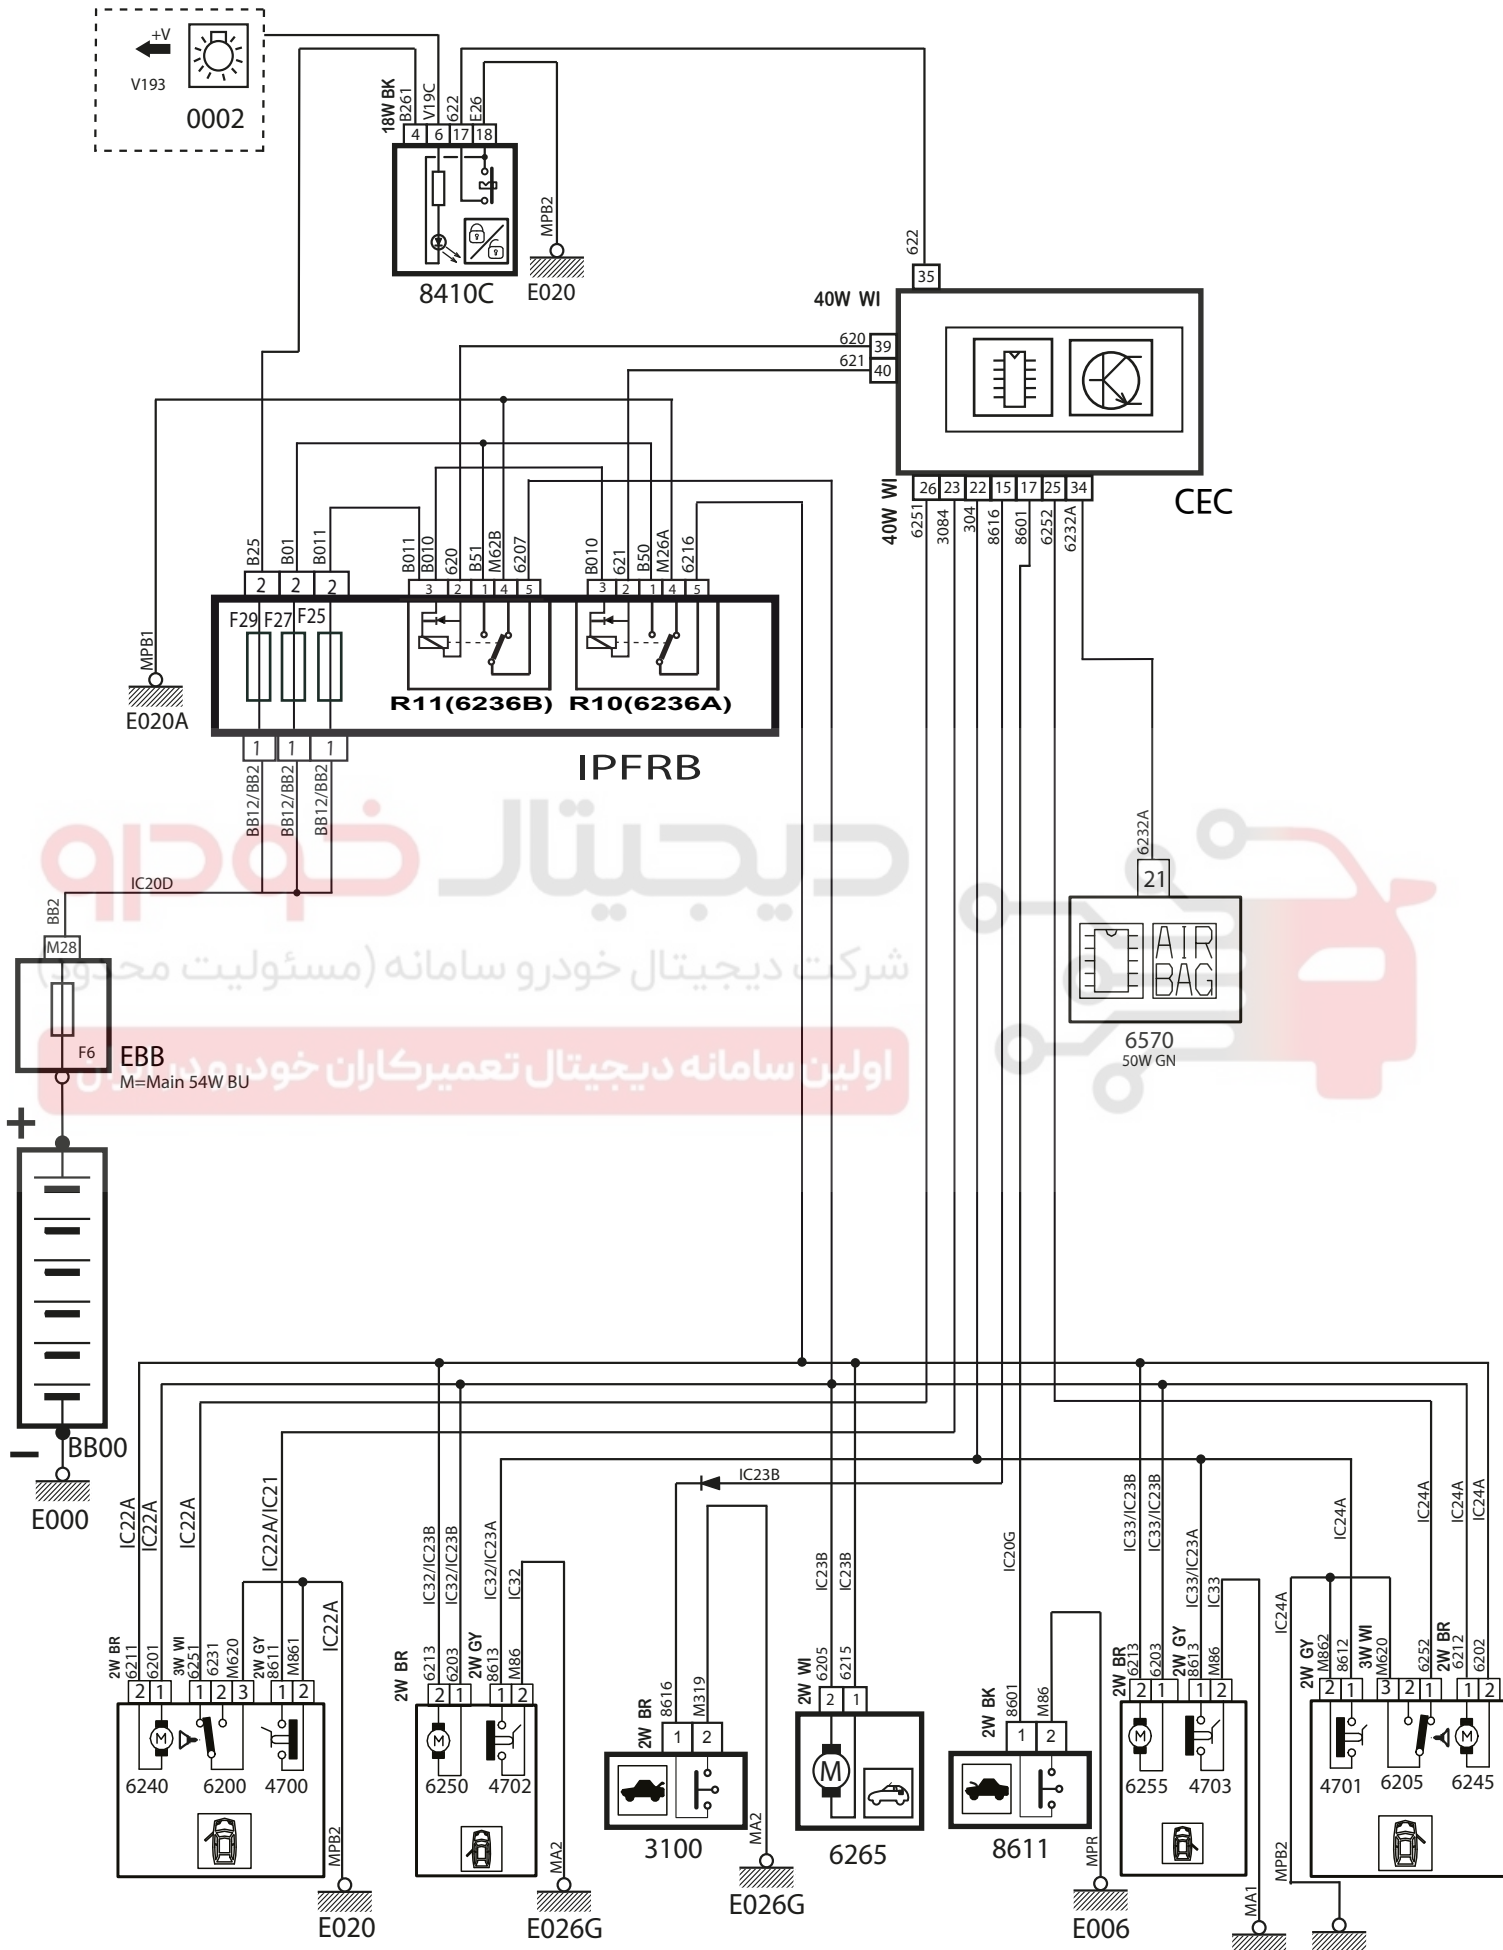 +V
V193
0002
18W BK
B261
V19C
622
E26
4 6 17 18
MPB2
8410C
E020
622
35
40W WI
620 39
621 40
CEC
40W WI
26 23 22 15 17 25 34
6251
3084
304
8616
8601
6252
6232A
B25
B01
B011
B011
B010
620
B51
M62B
6207
B010
621
B50
M26A
6216
2 2 2
3 2 1 4 5
3 2 1 4 5
F29 F27 F25
MPB1
E020A
R11(6236B) R10(6236A)
1 1 1
IPFRB
BB12/BB2
BB12/BB2
BB12/BB2
دیجیتال خودرو
6232A
21
IC20D
BB2
M28
شرکت دیجیتال خودرو سامانه (مسئولیت محدود)
AIR
BAG
6570
50W GN
F6
EBB
M=Main 54W BU
اولین سامانه دیجیتال تعمیرکاران خودرو در ایران
+
−
BB00
E000
IC23B
IC22A
IC22A
IC22A
IC22A/IC21
IC22A
IC32/IC23B
IC32/IC23B
IC32/IC23A
IC32
IC23B
IC23B
IC20G
IC33/IC23B
IC33/IC23B
IC33/IC23A
IC33
IC24A
IC24A
IC24A
IC24A
IC24A
2W BR
6211
6201
3W WI
6251
6231
M620
2W GY
8611
M861
2 1 1 2 3 1 2
M
6240 6200 4700
MPB2
E020
2W BR
6213
6203
2W GY
8613
M86
2 1 1 2
M
6250 4702
MA2
E026G
2W BR
8616
M319
1 2
3100
MA2
E026G
2W WI
6205
6215
2 1
M
6265
2W BK
8601
M86
1 2
8611
MPR
E006
2W BR
6213
6203
2W GY
8613
M86
2 1 1 2
M
6255 4703
MA1
2W GY
M862
8612
3W WI
M620
6252
2W BR
6212
6202
2 1 3 2 1 1 2
M
4701 6205 6245
MPB2